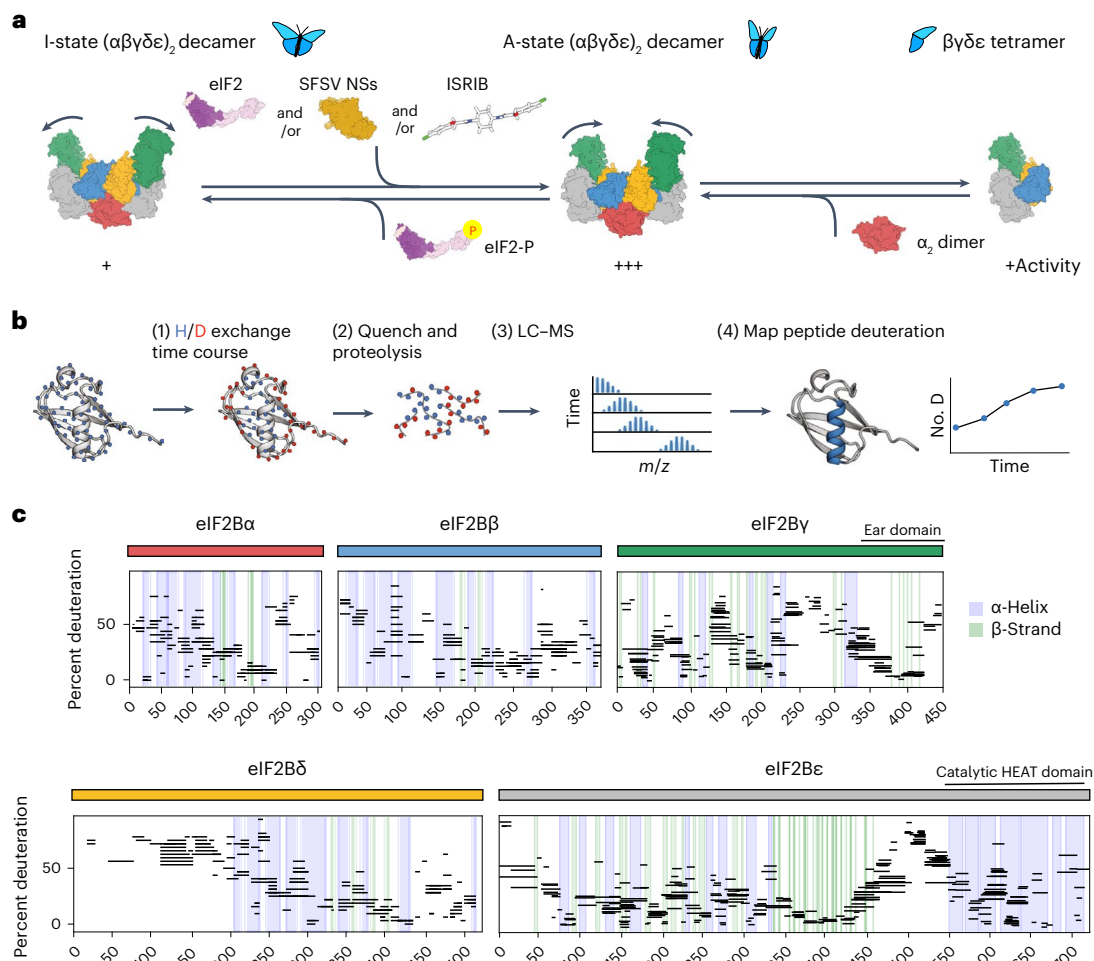 a
I-state (αβγδε)2 decamer
A-state (αβγδε)2 decamer
βγδε tetramer
eIF2
and
/or
SFSV NSs
and
/or
ISRIB
P
eIF2-P
α2 dimer
+
+++
+Activity
b
(1) H/D exchange
time course
(2) Quench and
proteolysis
(3) LC–MS
(4) Map peptide deuteration
Time
m/z
No. D
Time
c
eIF2Bα
eIF2Bβ
eIF2Bγ
Ear domain
Percent deuteration
50
0
0 50 100 150 200 250 300
0 50 100 150 200 250 300 350
0 50 100 150 200 250 300 350 400 450
α-Helix
β-Strand
eIF2Bδ
eIF2Bε
Catalytic HEAT domain
Percent deuteration
50
0
0 50
0 50